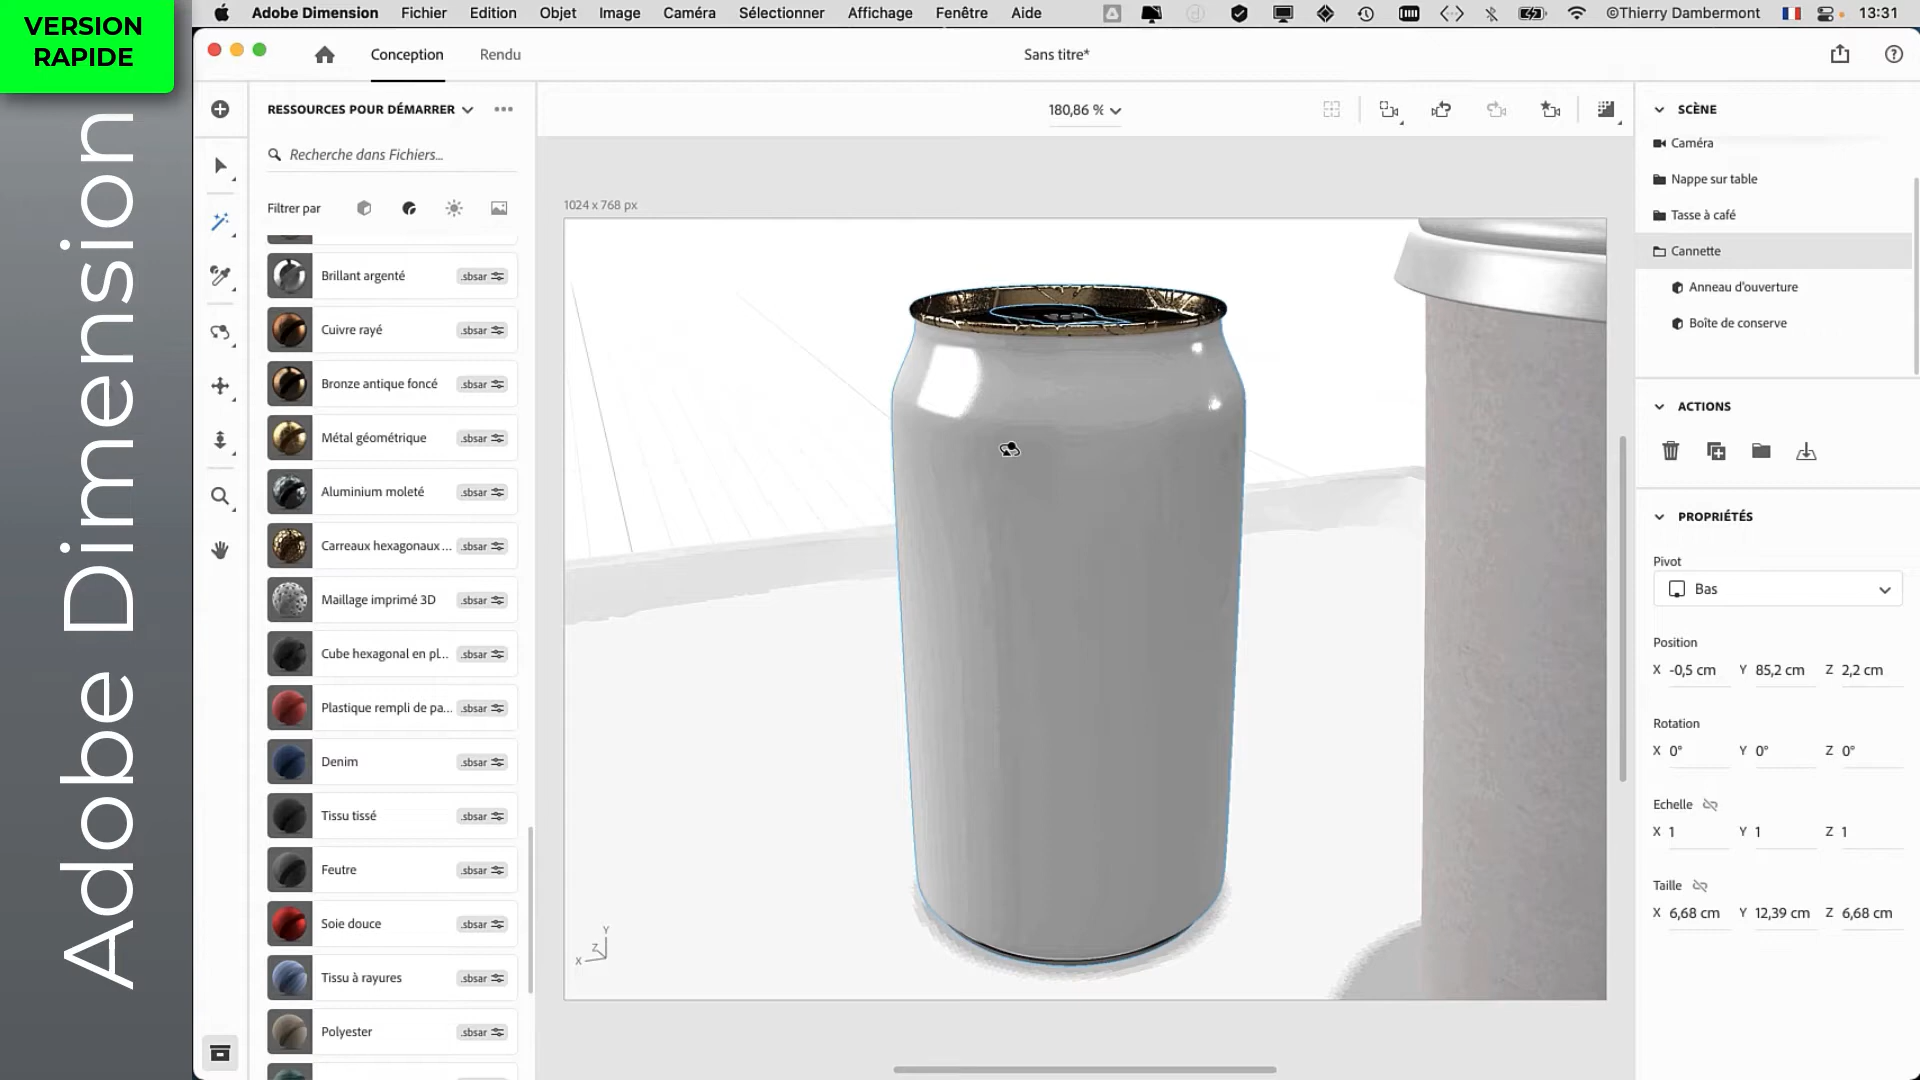 VERSION
RAPIDE
Adobe Dimension
Adobe Dimension Fichier Edition Objet Image Caméra Sélectionner Affichage Fenêtre Aide ©Thierry Dambermont 13:31
Conception Rendu Sans titre*
RESSOURCES POUR DÉMARRER
Recherche dans Fichiers...
Filtrer par
Brillant argenté .sbsar
Cuivre rayé .sbsar
Bronze antique foncé .sbsar
Métal géométrique .sbsar
Aluminium moleté .sbsar
Carreaux hexagonaux ... .sbsar
Maillage imprimé 3D .sbsar
Cube hexagonal en pl... .sbsar
Plastique rempli de pa... .sbsar
Denim .sbsar
Tissu tissé .sbsar
Feutre .sbsar
Soie douce .sbsar
Tissu à rayures .sbsar
Polyester .sbsar
180,86 %
1024 x 768 px
Y
Z
X
SCÈNE
Caméra
Nappe sur table
Tasse à café
Cannette
Anneau d'ouverture
Boîte de conserve
ACTIONS
PROPRIÉTÉS
Pivot
Bas
Position
X -0,5 cm Y 85,2 cm Z 2,2 cm
Rotation
X 0° Y 0° Z 0°
Echelle
X 1 Y 1 Z 1
Taille
X 6,68 cm Y 12,39 cm Z 6,68 cm